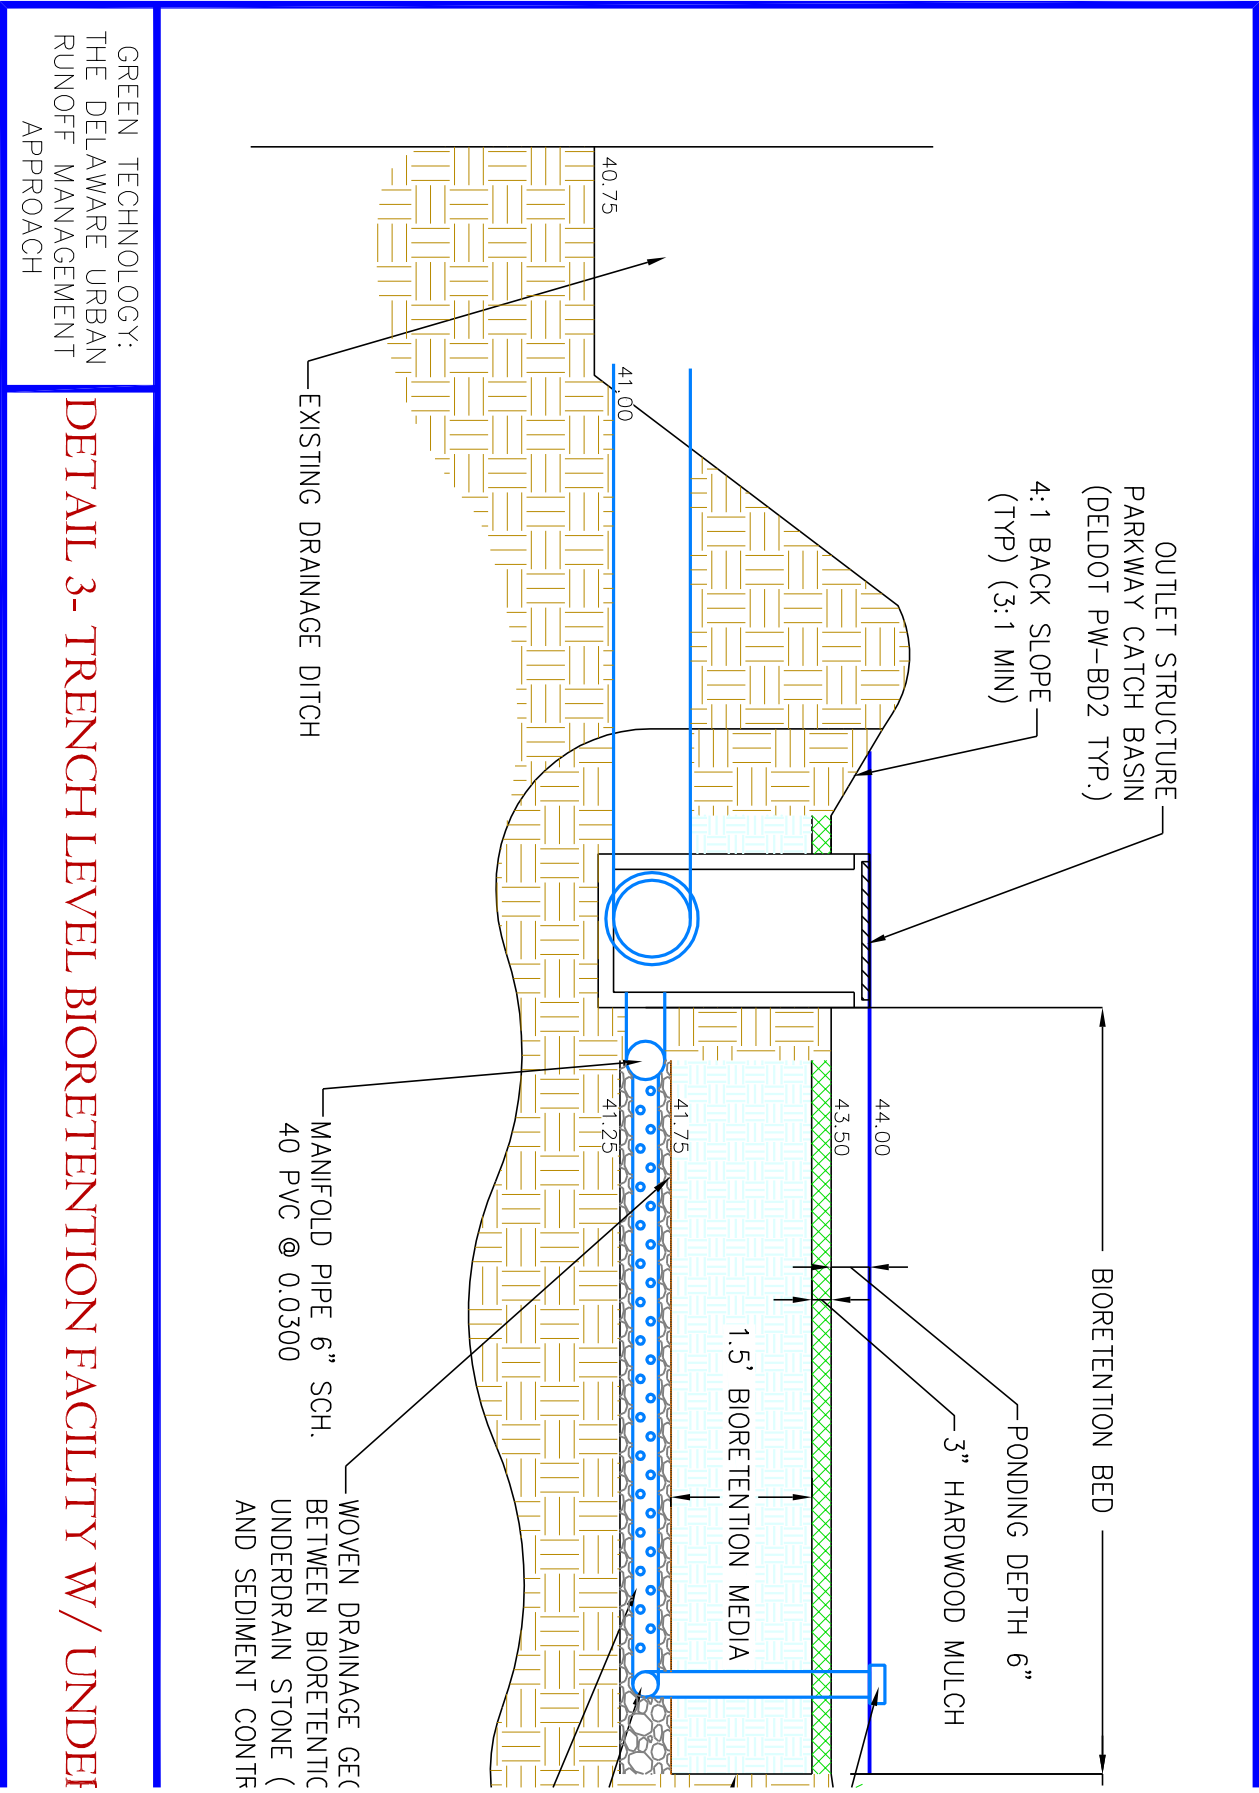 OUTLET STRUCTURE
PARKWAY CATCH BASIN
(DELDOT PW-BD2 TYP.)
4:1 BACK SLOPE
(TYP) (3:1 MIN)
BIORETENTION BED
PONDING DEPTH 6"
3" HARDWOOD MULCH
44.00
43.50
1.5' BIORETENTION MEDIA
41.75
41.25
40.75
41.00
EXISTING DRAINAGE DITCH
MANIFOLD PIPE 6" SCH.
40 PVC @ 0.0300
WOVEN DRAINAGE
BETWEEN
UNDERDRAIN STONE (
AND SEDIMENT
GREEN TECHNOLOGY:
THE DELAWARE URBAN
RUNOFF MANAGEMENT
APPROACH
DETAIL 3- TRENCH LEVEL BIORETENTION FACILITY W/